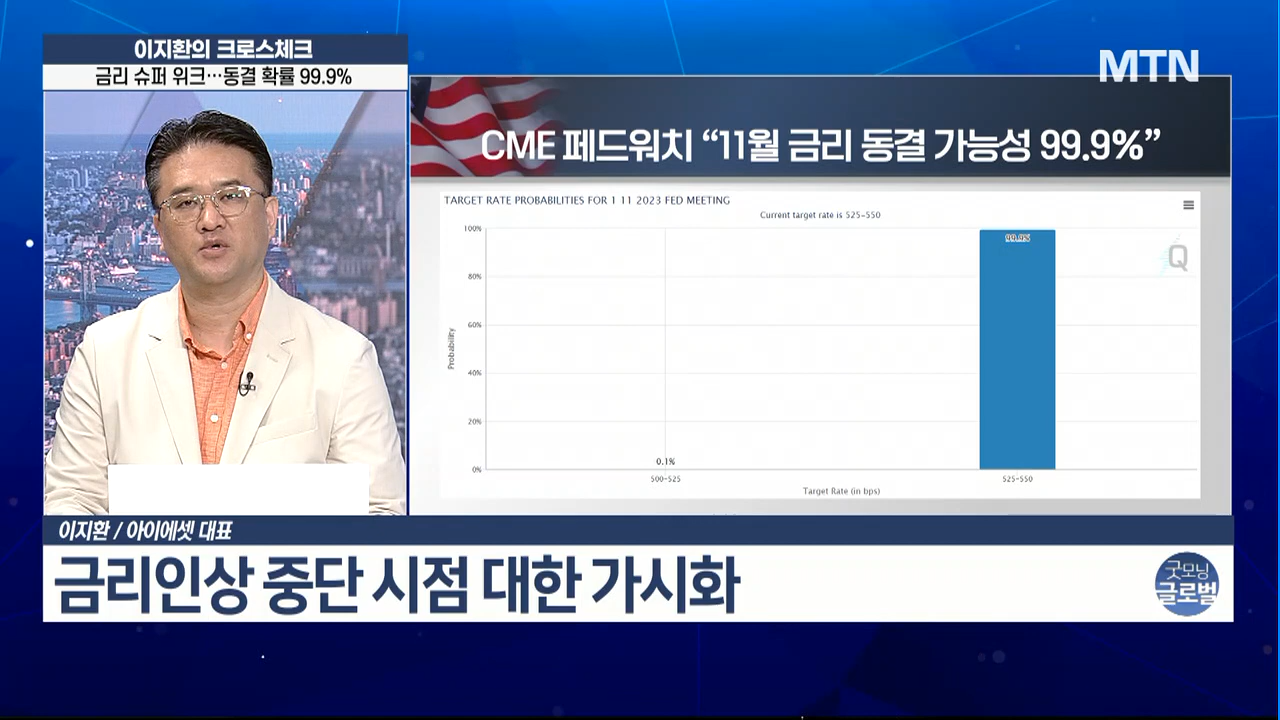 이지환의 크로스체크
금리 슈퍼 위크…동결 확률 99.9%
MTN
CME 페드워치 “11월 금리 동결 가능성 99.9%”
TARGET RATE PROBABILITIES FOR 1 11 2023 FED MEETING
Current target rate is 525-550
100%
99.9%
Q
80%
60%
Probability
40%
20%
0.1%
0%
500-525
525-550
Target Rate (in bps)
이지환 / 아이에셋 대표
금리인상 중단 시점 대한 가시화
굿모닝
글로벌